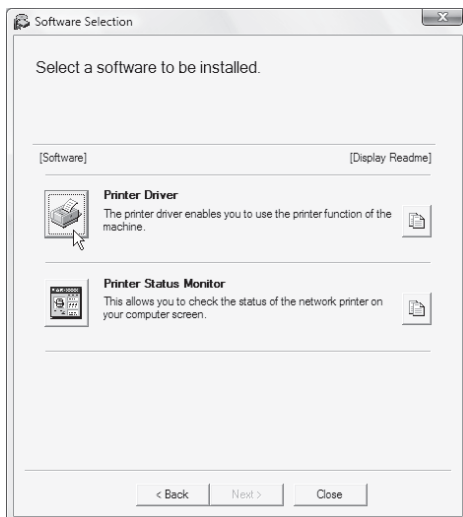 Software Selection
Select a software to be installed.
[Software] [Display Readme]
Printer Driver
The printer driver enables you to use the printer function of the
machine.
Printer Status Monitor
This allows you to check the status of the network printer on
your computer screen.
< Back Next > Close